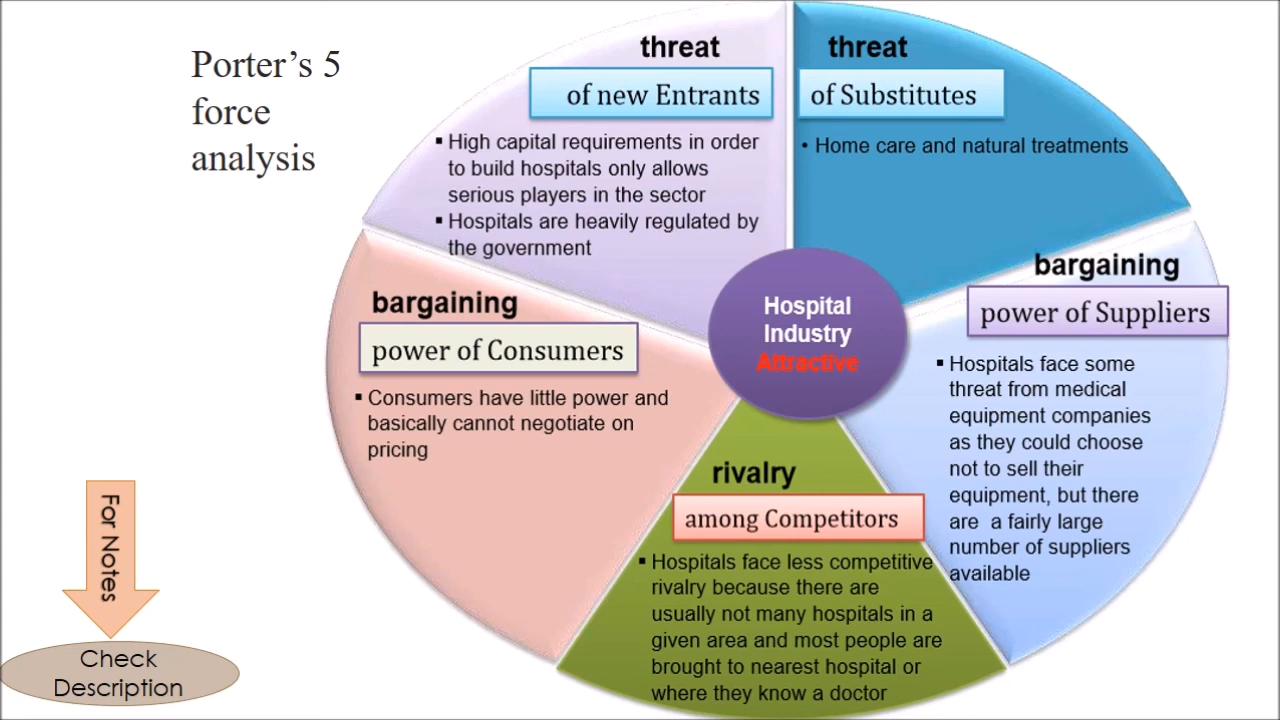 Porter’s 5
force
analysis
threat
of new Entrants
▪ High capital requirements in order
to build hospitals only allows
serious players in the sector
▪ Hospitals are heavily regulated by
the government
threat
of Substitutes
• Home care and natural treatments
bargaining
power of Suppliers
▪ Hospitals face some
threat from medical
equipment companies
as they could choose
not to sell their
equipment, but there
are a fairly large
number of suppliers
available
Hospital
Industry
Attractive
bargaining
power of Consumers
▪ Consumers have little power and
basically cannot negotiate on
pricing
rivalry
among Competitors
▪ Hospitals face less competitive
rivalry because there are
usually not many hospitals in a
given area and most people are
brought to nearest hospital or
where they know a doctor
For Notes
Check
Description